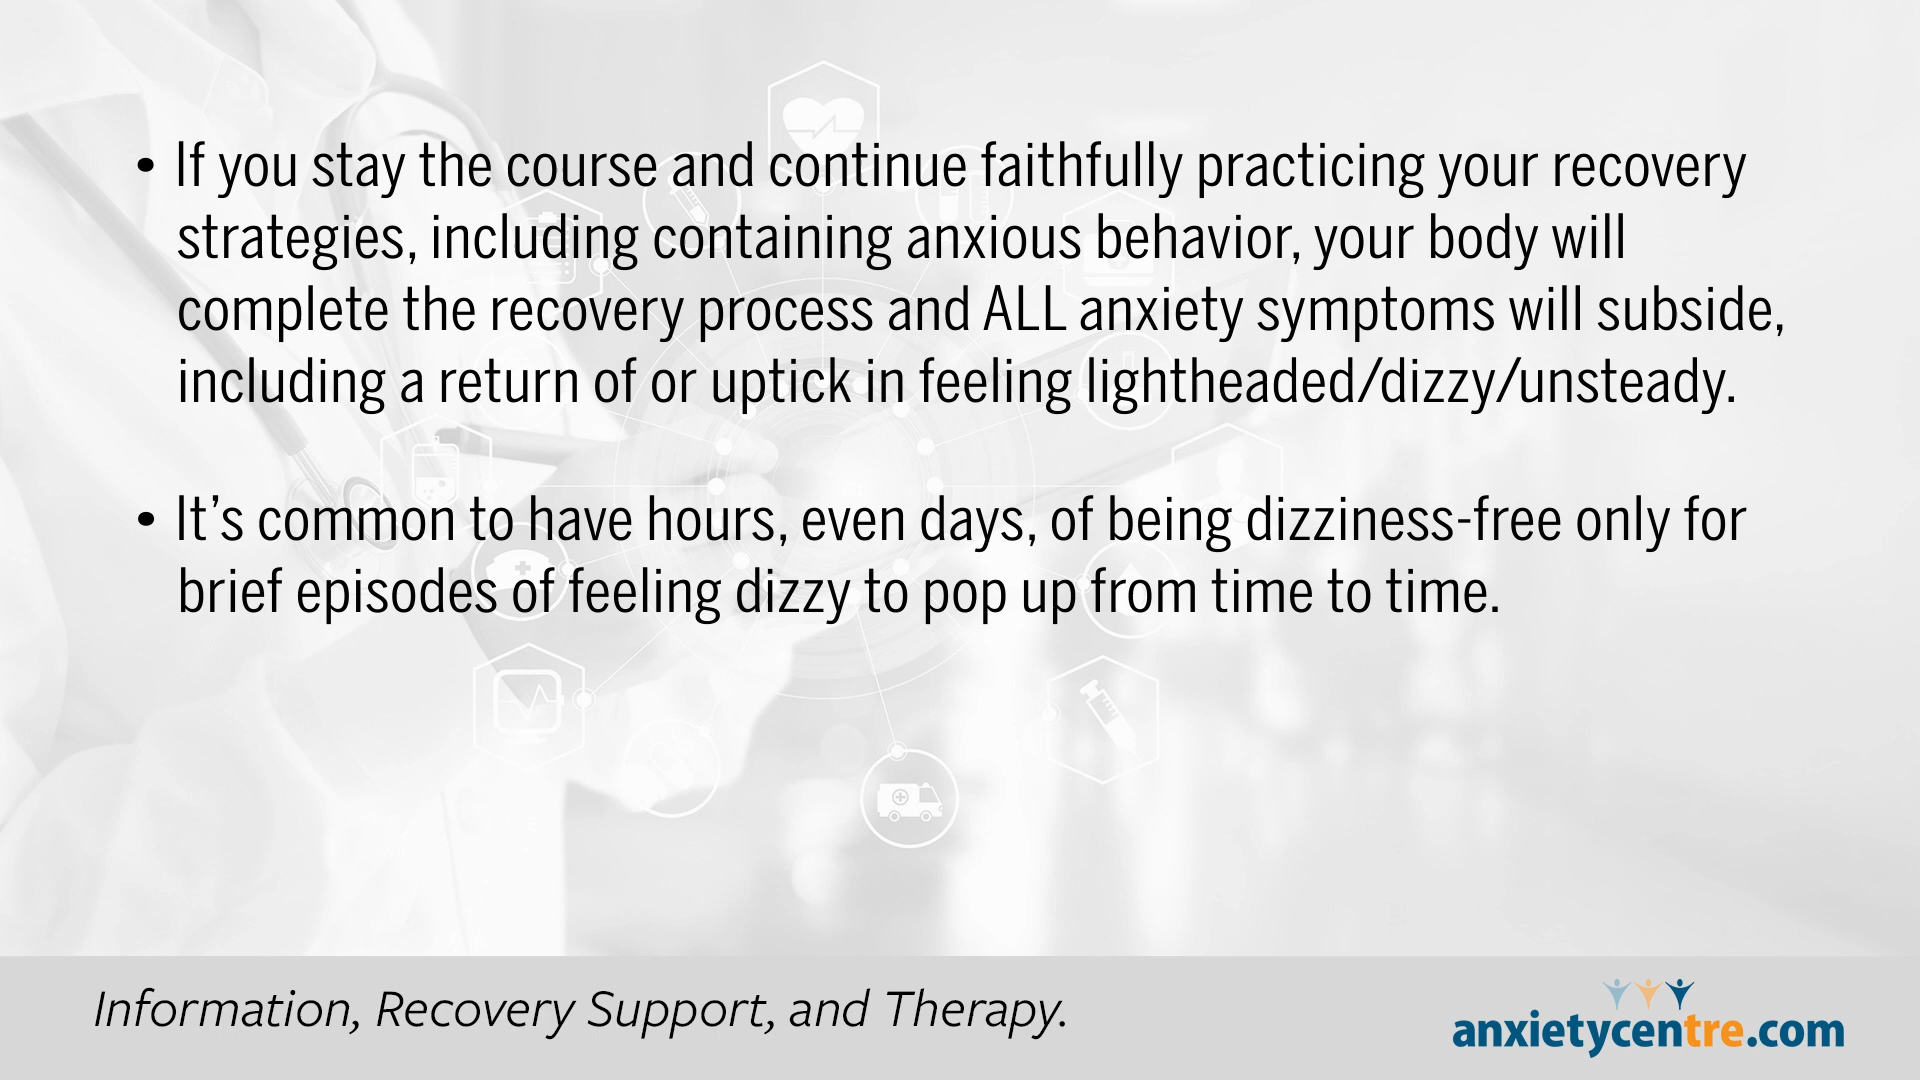 • If you stay the course and continue faithfully practicing your recovery
strategies, including containing anxious behavior, your body will
complete the recovery process and ALL anxiety symptoms will subside,
including a return of or uptick in feeling lightheaded/dizzy/unsteady.
• It’s common to have hours, even days, of being dizziness-free only for
brief episodes of feeling dizzy to pop up from time to time.
Information, Recovery Support, and Therapy.
anxietycentre.com